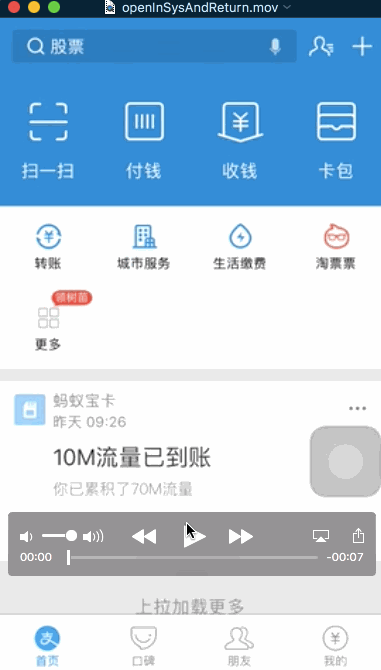 openInSysAndReturn.mov
股票
扫一扫 付钱 收钱 卡包
转账 城市服务 生活缴费 淘票票
领树苗
更多
蚂蚁宝卡
昨天 09:26
10M流量已到账
你已累积了70M流量
00:00 -00:07
上拉加载更多
首页 口碑 朋友 我的